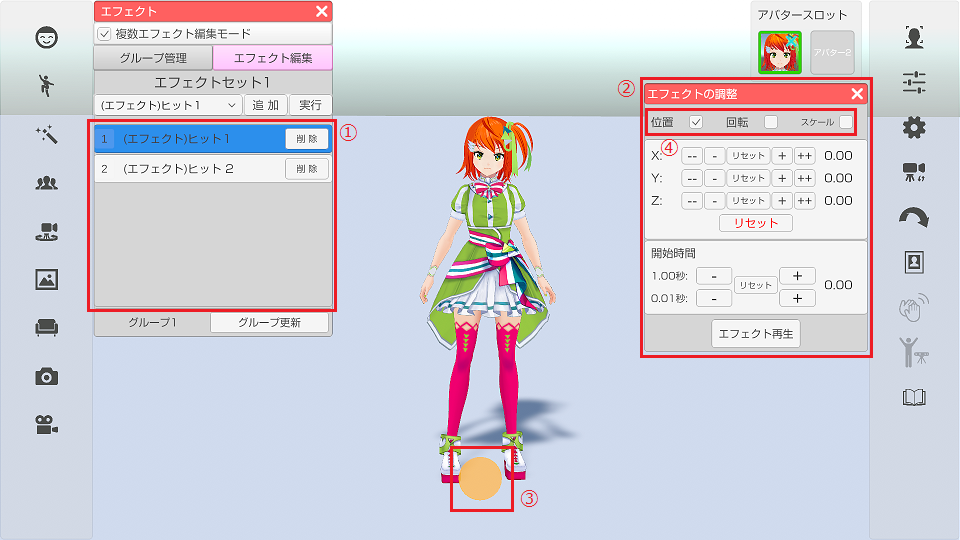 エフェクト
複数エフェクト編集モード
グループ管理 エフェクト編集
エフェクトセット1
(エフェクト)ヒット1 追 加 実行
①
1 (エフェクト)ヒット1 削 除
2 (エフェクト)ヒット 2 削 除
グループ1 グループ更新
アバタースロット
アバター2
②
エフェクトの調整
位置 回転 スケール
④
X: -- - リセット + ++ 0.00
Y: -- - リセット + ++ 0.00
Z: -- - リセット + ++ 0.00
リセット
開始時間
1.00秒: - リセット + 0.00
0.01秒: - +
エフェクト再生
③